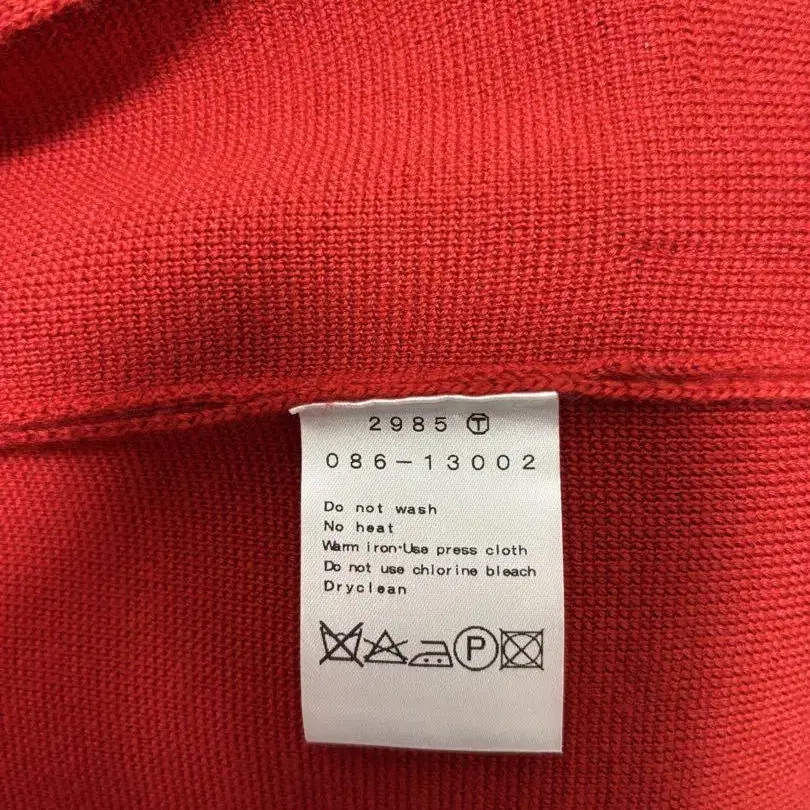 2985 Ⓣ
086-13002
Do not wash
No heat
Warm iron·Use press cloth
Do not use chlorine bleach
Dryclean
P